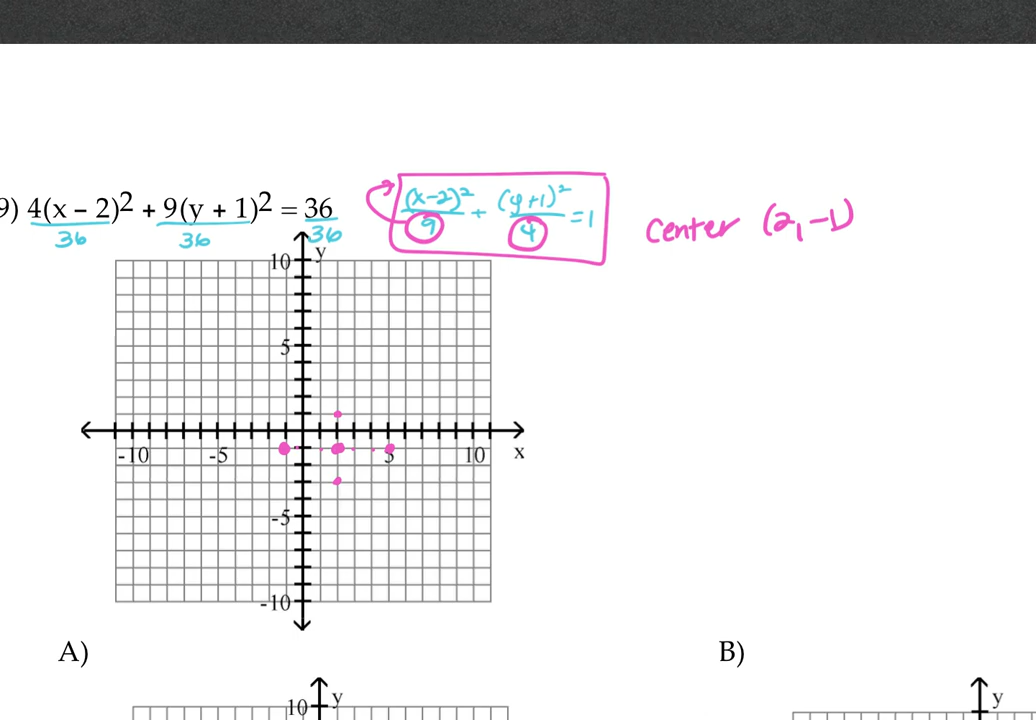 9) 4(x – 2)2 + 9(y + 1)2 = 36
36 36 36
(x-2)² / 9 + (y+1)² / 4 = 1
center (2,-1)
y
10
5
-10 -5 5 10 x
-5
-10
A) B)
10 y y